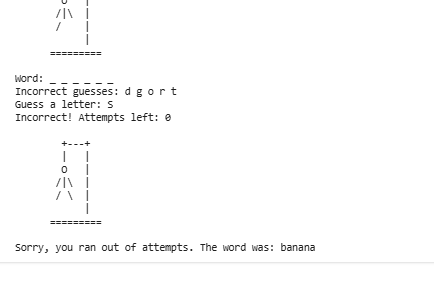 O |
/|\ |
/ |
|
=========
Word: _ _ _ _ _ _
Incorrect guesses: d g o r t
Guess a letter: S
Incorrect! Attempts left: 0
+---+
| |
O |
/|\ |
/ \ |
|
=========
Sorry, you ran out of attempts. The word was: banana